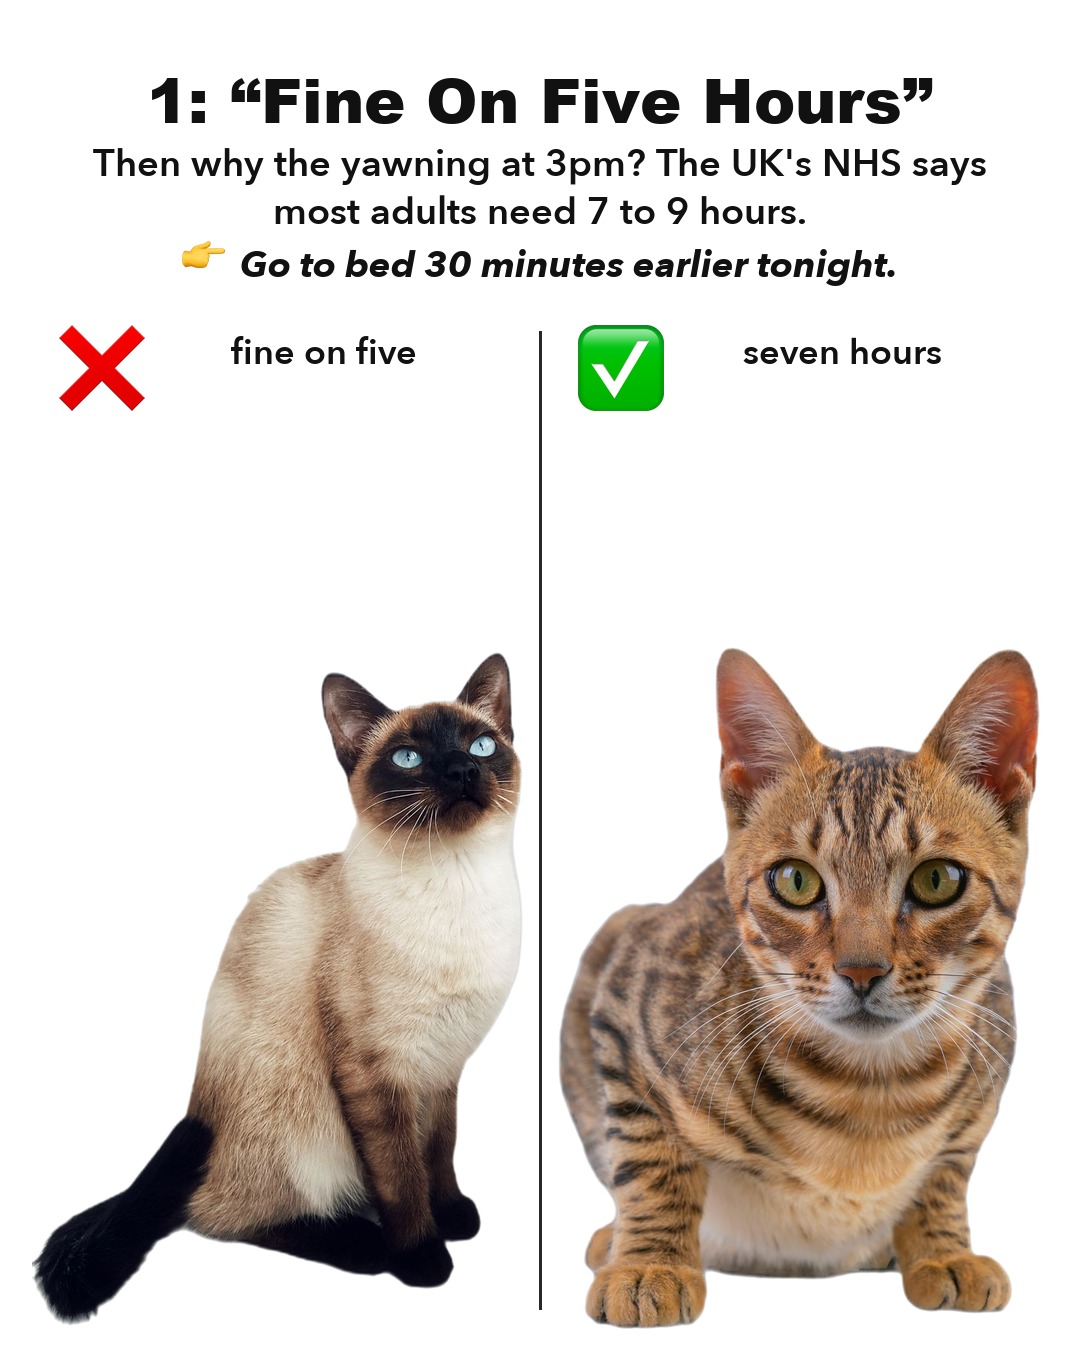 1: “Fine On Five Hours”
Then why the yawning at 3pm? The UK's NHS says
most adults need 7 to 9 hours.
👉 Go to bed 30 minutes earlier tonight.
❌ fine on five
✅ seven hours